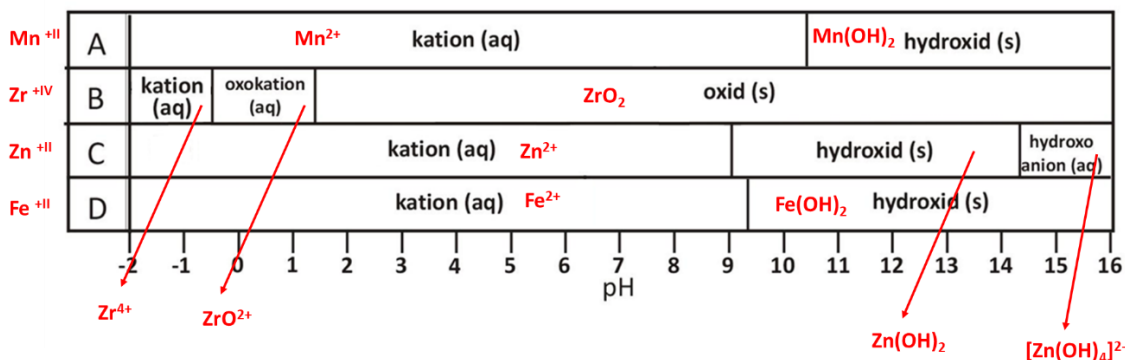 Mn +II A Mn²⁺ kation (aq) Mn(OH)₂ hydroxid (s)
Zr +IV B kation (aq) oxokation (aq) ZrO₂ oxid (s)
Zn +II C kation (aq) Zn²⁺ hydroxid (s) hydroxo anion (aq)
Fe +II D kation (aq) Fe²⁺ Fe(OH)₂ hydroxid (s)
-2 -1 0 1 2 3 4 5 6 7 8 9 10 11 12 13 14 15 16
pH
Zr⁴⁺ ZrO²⁺ Zn(OH)₂ [Zn(OH)₄]²⁻